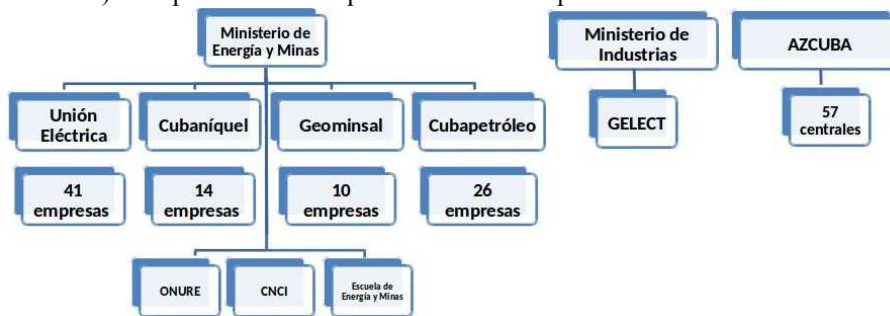 Ministerio de
Energía y Minas
Ministerio de
Industrias
AZCUBA
Unión
Eléctrica
Cubaníquel
Geominsal
Cubapetróleo
GELECT
57
centrales
41
empresas
14
empresas
10
empresas
26
empresas
ONURE
CNCI
Escuela de
Energía y Minas